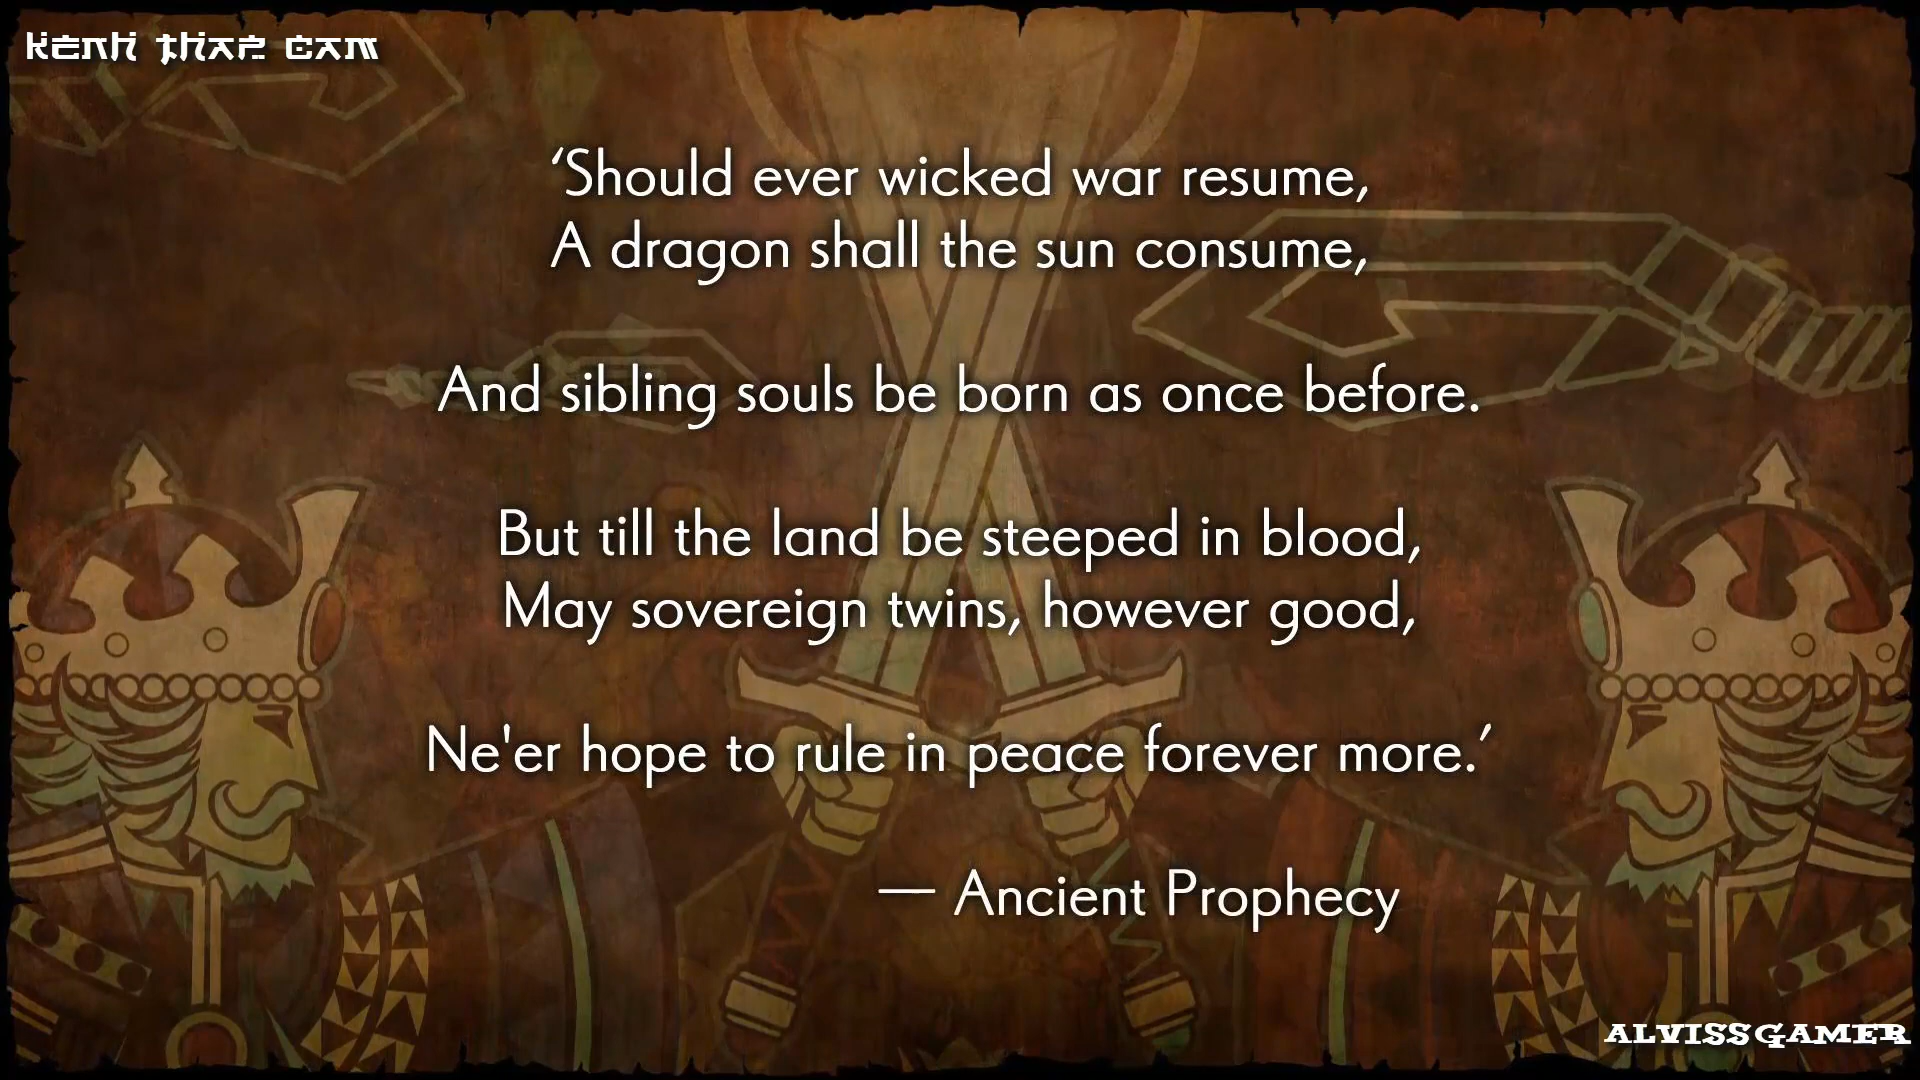 Kenh Thap Cam
‘Should ever wicked war resume,
A dragon shall the sun consume,
And sibling souls be born as once before.
But till the land be steeped in blood,
May sovereign twins, however good,
Ne'er hope to rule in peace forever more.’
— Ancient Prophecy
ALVISSGAMER